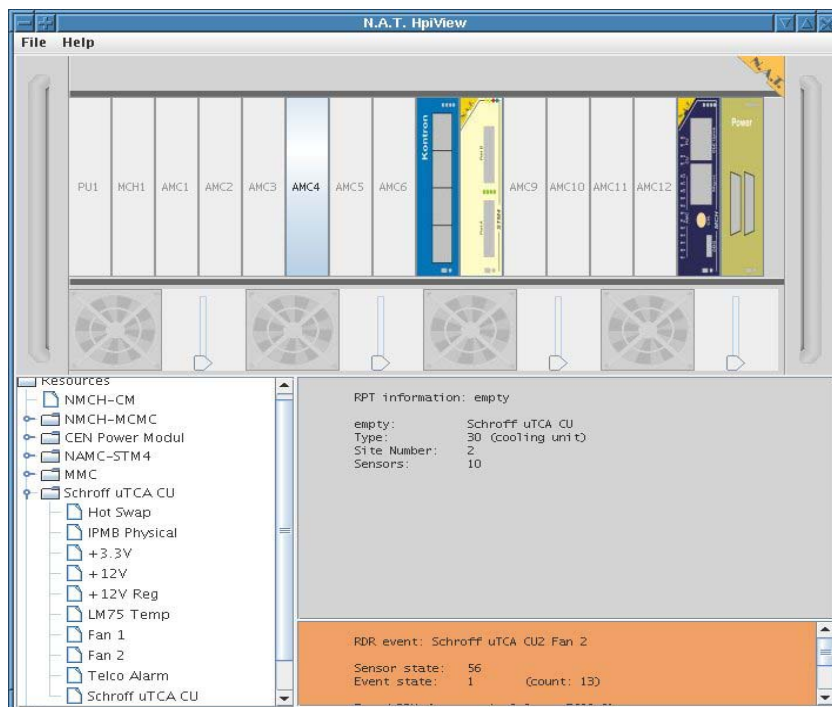 N.A.T. HpiView
File Help
N.A.T.
PU1 MCH1 AMC1 AMC2 AMC3 AMC4 AMC5 AMC6 Kontron AMC9 AMC10 AMC11 AMC12 Power
Resources
NMCH-CM
NMCH-MCMC
CEN Power Modul
NAMC-STM4
MMC
Schroff uTCA CU
Hot Swap
IPMB Physical
+3.3V
+12V
+12V Reg
LM75 Temp
Fan 1
Fan 2
Telco Alarm
Schroff uTCA CU
RPT information: empty
empty: Schroff uTCA CU
Type: 30 (cooling unit)
Site Number: 2
Sensors: 10
RDR event: Schroff uTCA CU2 Fan 2
Sensor state: 56
Event state: 1 (count: 13)